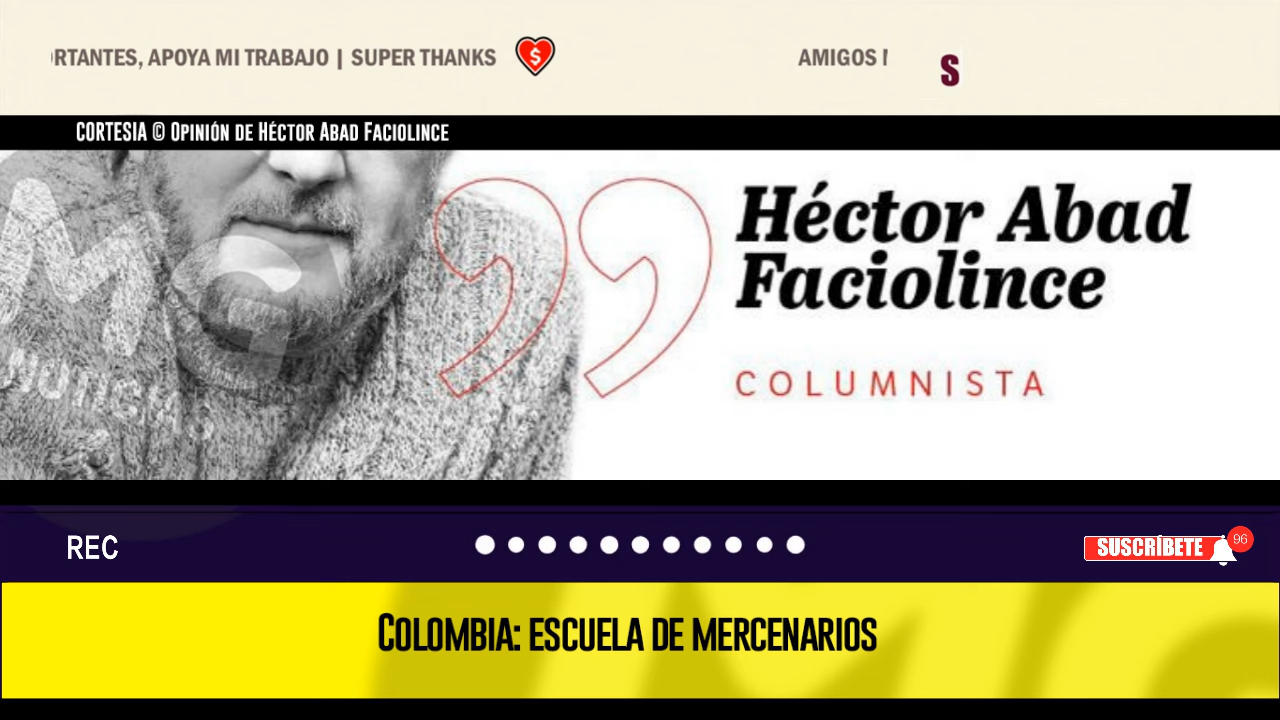 RTANTES, APOYA MI TRABAJO | SUPER THANKS $ AMIGOS
S
CORTESIA © OPINIÓN DE HÉCTOR ABAD FACIOLINCE
Héctor Abad
Faciolince
COLUMNISTA
REC
SUSCRÍBETE 96
COLOMBIA: ESCUELA DE MERCENARIOS